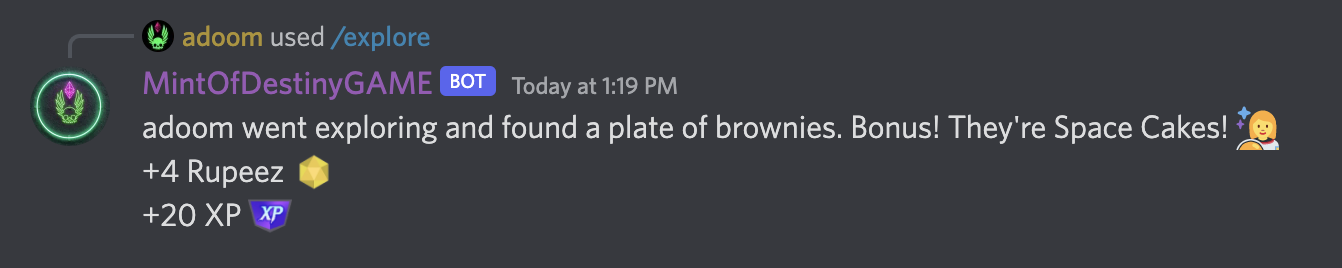 adoom used /explore
MintOfDestinyGAME BOT Today at 1:19 PM
adoom went exploring and found a plate of brownies. Bonus! They're Space Cakes!
+4 Rupeez
+20 XP XP